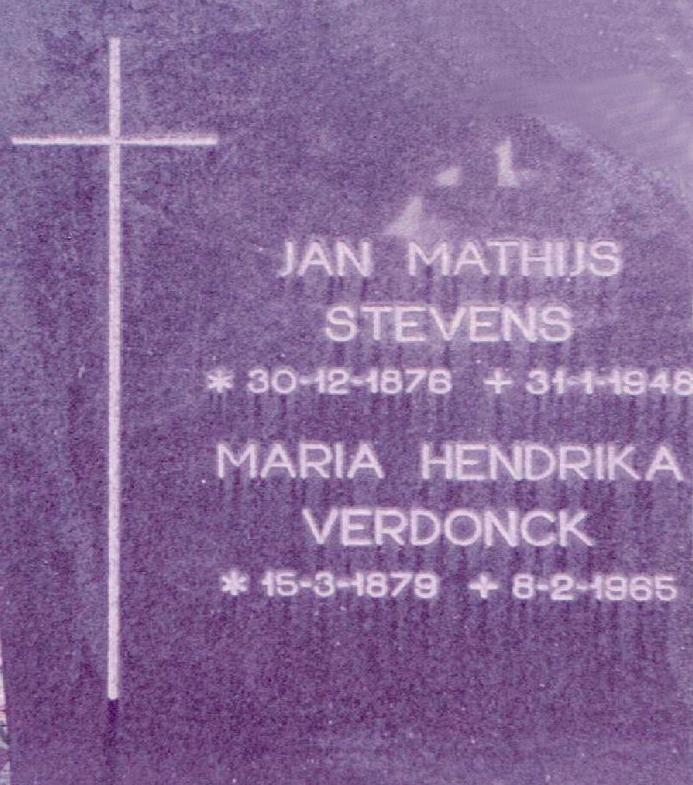 JAN MATHIJS
STEVENS
* 30-12-1876 + 31-1-1948
MARIA HENDRIKA
VERDONCK
* 15-3-1879 + 8-2-1965